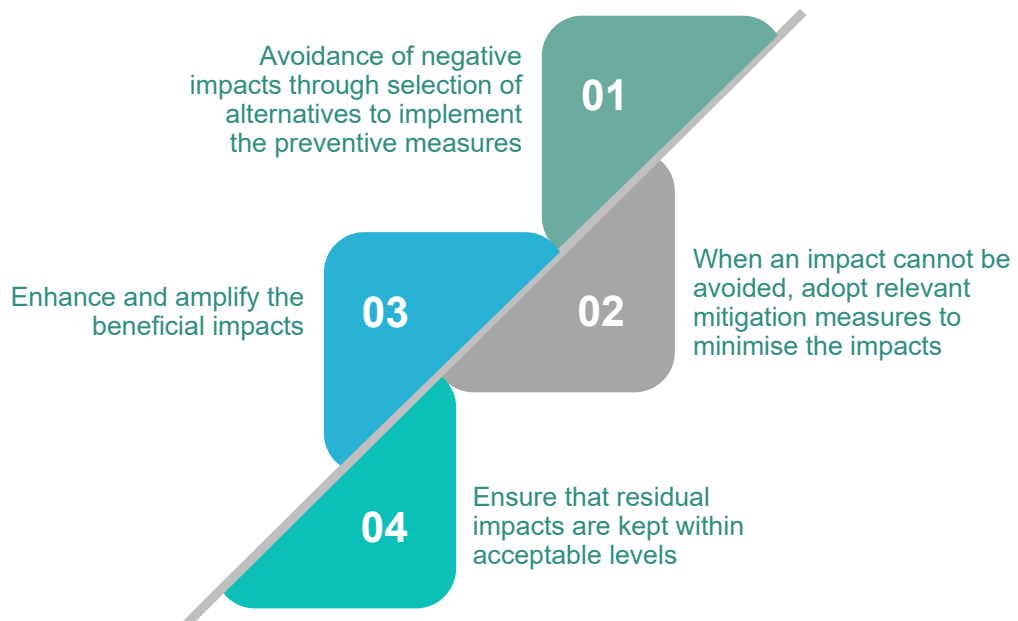 Avoidance of negative
impacts through selection of
alternatives to implement
the preventive measures
01
02
When an impact cannot be
avoided, adopt relevant
mitigation measures to
minimise the impacts
Enhance and amplify the
beneficial impacts
03
04
Ensure that residual
impacts are kept within
acceptable levels